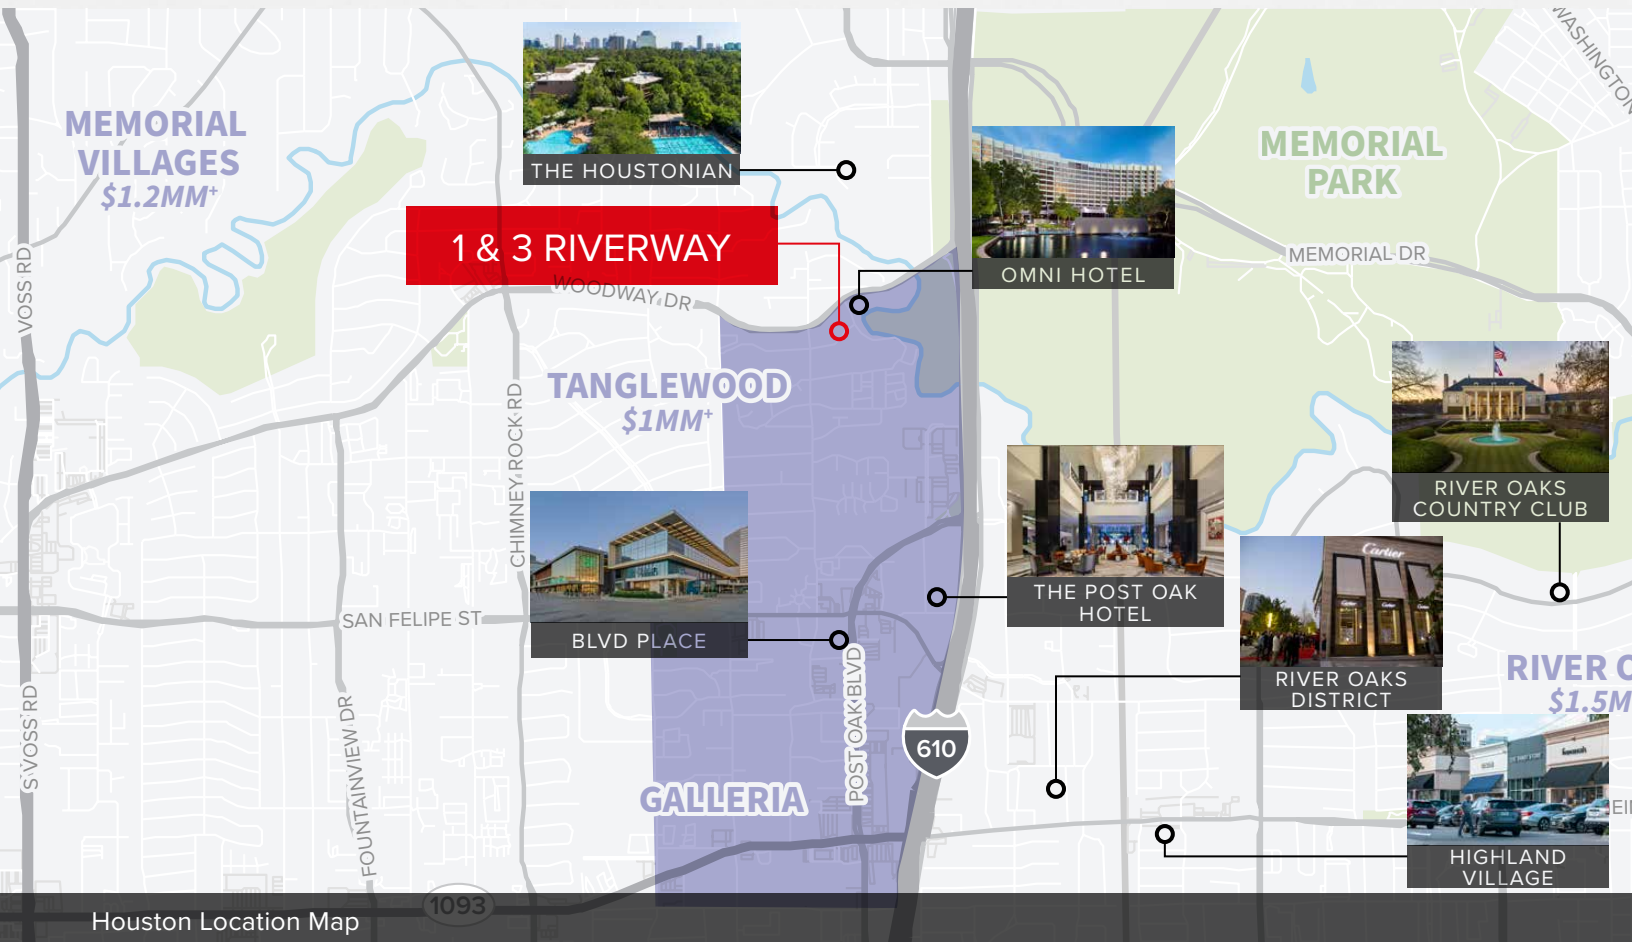 WASHINGTON
MEMORIAL
VILLAGES
$1.2MM+
THE HOUSTONIAN
MEMORIAL
PARK
1 & 3 RIVERWAY
OMNI HOTEL
MEMORIAL DR
VOSS RD
WOODWAY DR
TANGLEWOOD
$1MM+
CHIMNEY ROCK RD
RIVER OAKS
COUNTRY CLUB
Cartier
THE POST OAK
HOTEL
SAN FELIPE ST
BLVD PLACE
RIVER OAKS
DISTRICT
RIVER O
$1.5M
S VOSS RD
FOUNTAINVIEW DR
POST OAK BLVD
610
GALLERIA
HIGHLAND
VILLAGE
1093
Houston Location Map